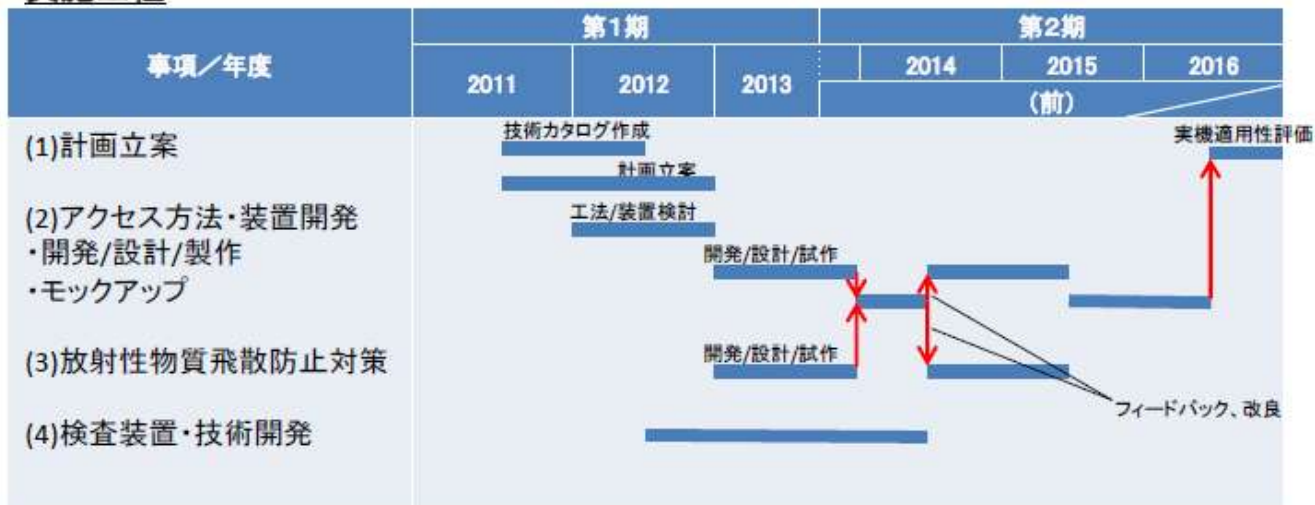 事項／年度
第1期
第2期
2011
2012
2013
2014
2015
2016
(前)
(1)計画立案
技術カタログ作成
実機適用性評価
計画立案
(2)アクセス方法・装置開発
工法/装置検討
・開発/設計/製作
開発/設計/試作
・モックアップ
(3)放射性物質飛散防止対策
開発/設計/試作
フィードバック、改良
(4)検査装置・技術開発